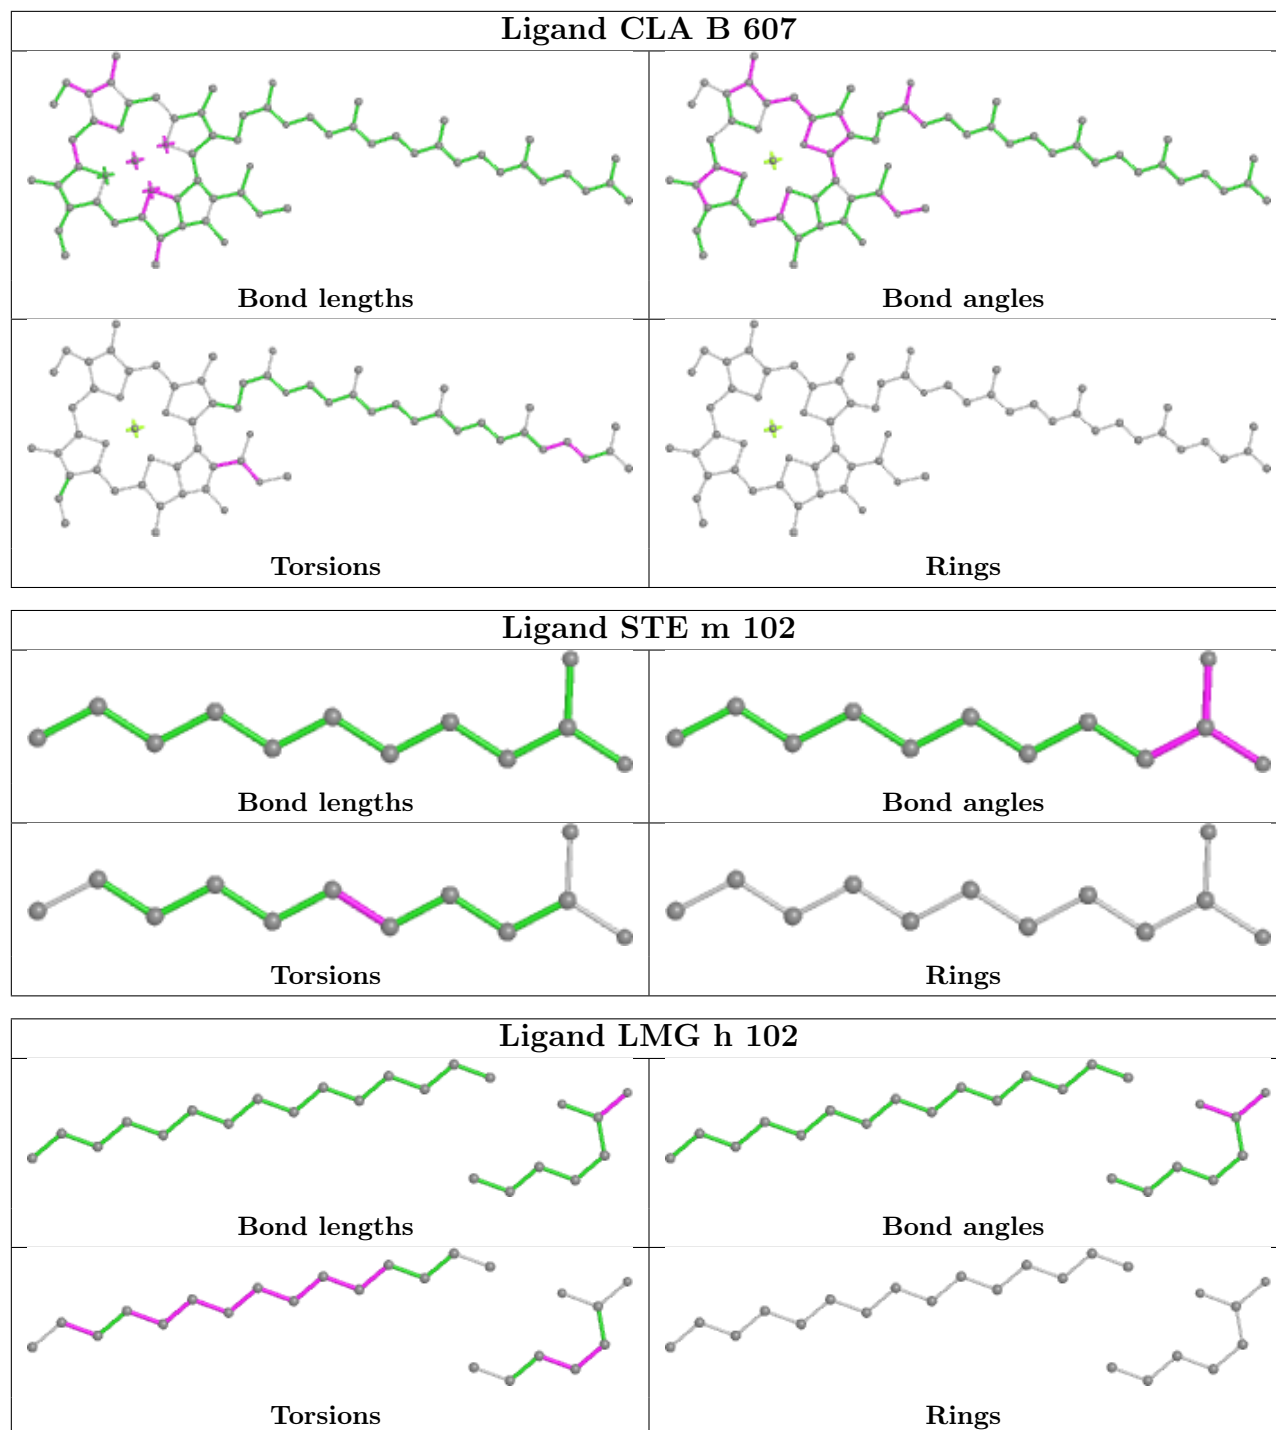 Ligand CLA B 607
Bond lengths
Bond angles
Torsions
Rings
Ligand STE m 102
Bond lengths
Bond angles
Torsions
Rings
Ligand LMG h 102
Bond lengths
Bond angles
Torsions
Rings